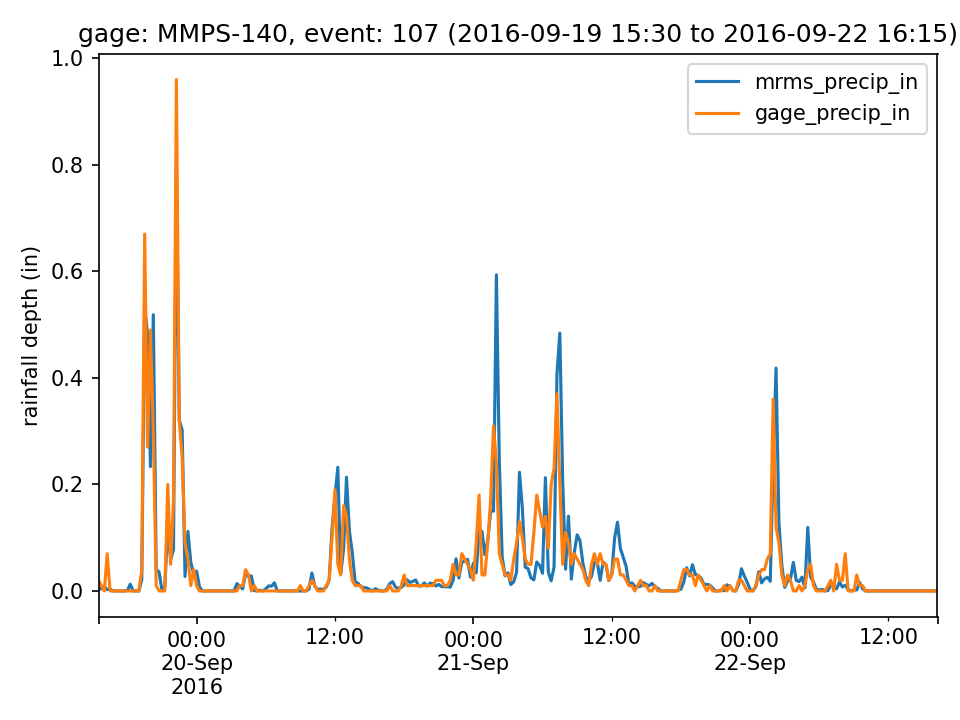 gage: MMPS-140, event: 107 (2016-09-19 15:30 to 2016-09-22 16:15)
mrms_precip_in
gage_precip_in
rainfall depth (in)
1.0
0.8
0.6
0.4
0.2
0.0
00:00
20-Sep
2016
12:00
00:00
21-Sep
12:00
00:00
22-Sep
12:00